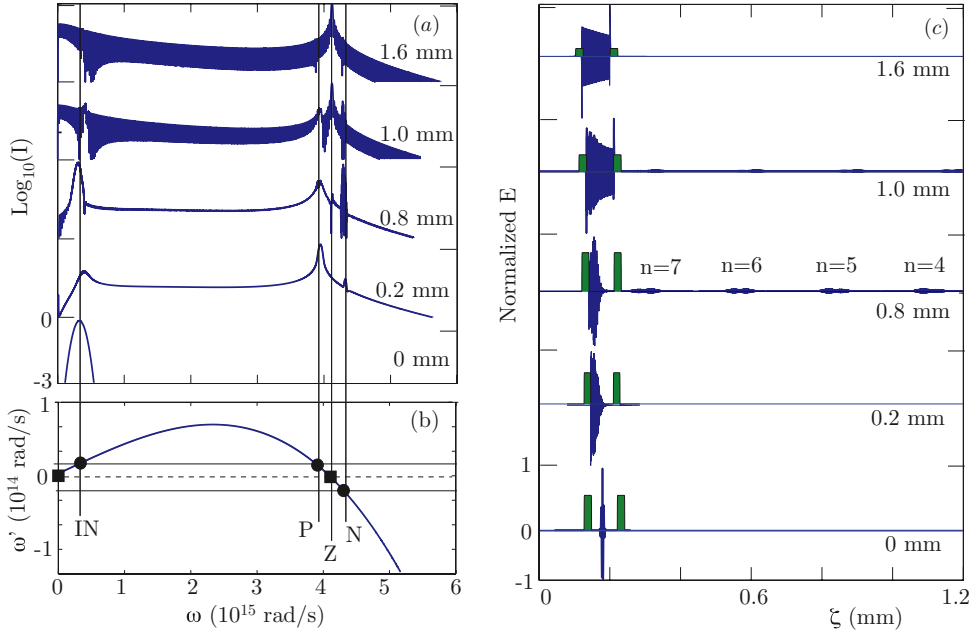 (a)
1.6 mm
1.0 mm
0.8 mm
0.2 mm
0 mm
Log10(I)
0
-3
(b)
1
0
-1
ω' (10^14 rad/s)
IN
P
Z
N
0 1 2 3 4 5 6
ω (10^15 rad/s)
(c)
1.6 mm
1.0 mm
n=7 n=6 n=5 n=4
0.8 mm
0.2 mm
0 mm
Normalized E
1
0
-1
0 0.6 1.2
ζ (mm)